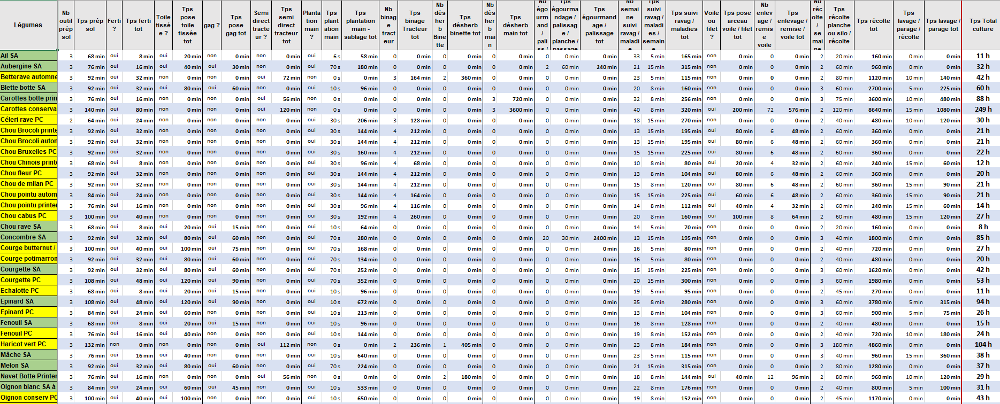 Légumes
Nb
outil
prép
sol
Tps prép
sol
Ferti
?
Tps ferti
tot
Toile
tissé
e ?
Tps
pose
toile
tissée
tot
gag ?
Tps
pose
gag tot
Semi
direct
tracte
ur ?
Tps
semi
direct
tracteur
tot
Planta
tion
main
?
Tps
plant
ation
main
Tps
plantation
main -
sablage tot
Nb
binag
e
tract
eur
Tps
binage
Tracteur
tot
Nb
dés
her
b
Bine
tte
Tps
désherb
binette tot
Nb
dés
her
b
mai
n
Tps
désherb
main tot
Nb
égo
urm
and
/
pali
ss /
Tps
égourma
ndage /
palissag
e /
planche /
passage
Tps
égourmand
age /
palissage
tot
Nb
semai
ne
suivi
ravag /
maladi
e
Tps
suivi
ravag /
maladi
es /
semain
e
Tps suivi
ravag /
maladies
tot
Voile
ou
filet
?
Tps pose
arceau
voile / filet
tot
Nb
enlev
age /
remis
e
voile
Tps
enlevage /
remise /
voile tot
Nb
réc
olte
/
se
mai
ne
Tps
récolte
planche
ou silo /
récolte
Tps récolte
tot
Tps
lavage /
parage /
récolte
Tps lavage /
parage tot
Tps Total
culture
Ail SA 3 68 min oui 8 min oui 20 min non 0 min non 0 min oui 6 s 58 min 0 0 min 0 0 min 0 0 min 0 0 min 0 min 33 5 min 165 min non 0 min 0 0 min 2 20 min 160 min 0 min 0 min 11 h
Aubergine SA 3 76 min oui 16 min oui 40 min oui 30 min non 0 min oui 70 s 180 min 0 0 min 0 0 min 0 0 min 2 60 min 240 min 21 15 min 315 min non 0 min 0 0 min 2 60 min 960 min 0 min 0 min 32 h
Betterave automne 3 92 min oui 32 min non 0 min non 0 min oui 72 min non 0 s 0 min 3 164 min 2 360 min 0 0 min 0 0 min 0 min 23 5 min 115 min non 0 min 0 0 min 2 80 min 1120 min 10 min 140 min 42 h
Blette botte SA 3 92 min oui 32 min oui 80 min oui 60 min non 0 min oui 10 s 96 min 0 0 min 0 0 min 0 0 min 0 0 min 0 min 20 8 min 160 min non 0 min 0 0 min 3 60 min 2700 min 5 min 225 min 60 h
Carottes botte prin 3 76 min oui 16 min non 0 min non 0 min oui 56 min non 0 s 0 min 0 0 min 0 0 min 3 720 min 0 0 min 0 min 32 8 min 256 min non 0 min 0 0 min 3 75 min 3600 min 10 min 480 min 88 h
Carottes conserva 3 140 min oui 80 min non 0 min non 0 min oui 120 min non 0 s 0 min 0 0 min 0 0 min 3 3600 min 0 0 min 0 min 40 8 min 320 min oui 200 min 72 576 min 2 120 min 8640 min 15 min 1080 min 249 h
Céleri rave PC 2 64 min oui 24 min non 0 min non 0 min non 0 min oui 30 s 206 min 3 128 min 0 0 min 0 0 min 0 0 min 0 min 18 15 min 270 min non 0 min 0 0 min 2 40 min 480 min 10 min 120 min 30 h
Chou Brocoli printe 3 92 min oui 32 min non 0 min non 0 min non 0 min oui 30 s 144 min 4 212 min 0 0 min 0 0 min 0 0 min 0 min 13 15 min 195 min oui 80 min 6 48 min 2 60 min 360 min 0 min 0 min 21 h
Chou Brocoli auton 3 92 min oui 32 min non 0 min non 0 min non 0 min oui 30 s 144 min 4 212 min 0 0 min 0 0 min 0 0 min 0 min 13 15 min 195 min oui 80 min 6 48 min 2 60 min 360 min 0 min 0 min 21 h
Chou Bruxelles PC 3 92 min oui 32 min non 0 min non 0 min non 0 min oui 30 s 160 min 4 212 min 0 0 min 0 0 min 0 0 min 0 min 15 15 min 225 min oui 80 min 6 48 min 2 60 min 360 min 0 min 0 min 22 h
Chou Chinois printe 3 68 min oui 8 min non 0 min non 0 min non 0 min oui 30 s 96 min 4 68 min 0 0 min 0 0 min 0 0 min 0 min 10 8 min 80 min oui 20 min 4 32 min 2 60 min 240 min 15 min 60 min 12 h
Chou fleur PC 3 92 min oui 32 min non 0 min non 0 min non 0 min oui 30 s 144 min 4 212 min 0 0 min 0 0 min 0 0 min 0 min 13 8 min 104 min oui 80 min 6 48 min 2 60 min 360 min 0 min 0 min 20 h
Chou de milan PC 3 92 min oui 32 min non 0 min non 0 min non 0 min oui 30 s 144 min 4 212 min 0 0 min 0 0 min 0 0 min 0 min 15 8 min 120 min oui 80 min 6 48 min 2 60 min 360 min 15 min 90 min 21 h
Chou pointu autom 3 84 min oui 24 min non 0 min non 0 min non 0 min oui 30 s 144 min 4 164 min 0 0 min 0 0 min 0 0 min 0 min 15 15 min 225 min oui 60 min 6 48 min 2 60 min 360 min 15 min 90 min 21 h
Chou pointu printer 3 76 min oui 16 min non 0 min non 0 min non 0 min oui 30 s 96 min 4 116 min 0 0 min 0 0 min 0 0 min 0 min 14 8 min 112 min oui 40 min 4 32 min 2 60 min 240 min 15 min 60 min 14 h
Chou cabus PC 3 100 min oui 40 min non 0 min non 0 min non 0 min oui 30 s 192 min 4 260 min 0 0 min 0 0 min 0 0 min 0 min 20 8 min 160 min oui 100 min 8 64 min 2 60 min 480 min 15 min 120 min 27 h
Chou rave SA 3 68 min oui 8 min oui 20 min oui 15 min non 0 min oui 10 s 64 min 0 0 min 0 0 min 0 0 min 0 0 min 0 min 14 5 min 70 min non 0 min 0 0 min 2 20 min 160 min 0 min 0 min 8 h
Concombre SA 3 92 min oui 32 min oui 80 min oui 60 min non 0 min oui 70 s 280 min 0 0 min 0 0 min 0 0 min 20 30 min 2400 min 13 15 min 195 min non 0 min 0 0 min 3 40 min 1800 min 0 min 0 min 85 h
Courge butternut / 3 100 min oui 40 min oui 100 min oui 75 min non 0 min oui 70 s 168 min 0 0 min 0 0 min 0 0 min 0 0 min 0 min 16 5 min 80 min non 0 min 0 0 min 2 40 min 720 min 0 min 0 min 27 h
Courge potimarron 3 92 min oui 32 min oui 80 min oui 60 min non 0 min oui 70 s 134 min 0 0 min 0 0 min 0 0 min 0 0 min 0 min 16 5 min 80 min non 0 min 0 0 min 2 40 min 480 min 0 min 0 min 20 h
Courgette SA 3 92 min oui 32 min oui 80 min oui 60 min non 0 min oui 70 s 252 min 0 0 min 0 0 min 0 0 min 0 0 min 0 min 15 15 min 225 min non 0 min 0 0 min 3 60 min 1620 min 0 min 0 min 42 h
Courgette PC 3 108 min oui 48 min oui 120 min oui 90 min non 0 min oui 70 s 352 min 0 0 min 0 0 min 0 0 min 0 0 min 0 min 20 15 min 300 min non 0 min 0 0 min 3 60 min 1980 min 0 min 0 min 53 h
Echalotte PC 3 68 min oui 8 min oui 20 min oui 15 min non 0 min oui 10 s 96 min 0 0 min 0 0 min 0 0 min 0 0 min 0 min 19 5 min 95 min non 0 min 0 0 min 2 45 min 270 min 0 min 0 min 11 h
Epinard SA 3 108 min oui 48 min oui 120 min oui 90 min non 0 min oui 10 s 672 min 0 0 min 0 0 min 0 0 min 0 0 min 0 min 35 8 min 280 min non 0 min 0 0 min 3 60 min 3780 min 5 min 315 min 94 h
Epinard PC 3 84 min oui 24 min oui 60 min non 0 min non 0 min oui 10 s 213 min 0 0 min 0 0 min 0 0 min 0 0 min 0 min 13 8 min 104 min non 0 min 0 0 min 3 60 min 900 min 5 min 75 min 26 h
Fenouil SA 3 68 min oui 8 min oui 20 min oui 15 min non 0 min oui 10 s 96 min 0 0 min 0 0 min 0 0 min 0 0 min 0 min 16 8 min 128 min non 0 min 0 0 min 2 40 min 480 min 0 min 0 min 15 h
Fenouil PC 3 76 min oui 16 min oui 40 min non 0 min non 0 min oui 10 s 144 min 0 0 min 0 0 min 0 0 min 0 0 min 0 min 19 8 min 152 min non 0 min 0 0 min 2 40 min 720 min 10 min 180 min 24 h
Haricot vert PC 3 132 min non 0 min non 0 min non 0 min oui 112 min non 0 s 0 min 2 236 min 1 405 min 0 0 min 0 0 min 0 min 23 8 min 184 min non 0 min 0 0 min 3 180 min 4860 min 0 min 0 min 104 h
Mâche SA 3 76 min oui 16 min oui 40 min non 0 min non 0 min oui 10 s 640 min 0 0 min 0 0 min 0 0 min 0 0 min 0 min 23 5 min 115 min non 0 min 0 0 min 3 40 min 960 min 15 min 360 min 38 h
Melon SA 3 92 min oui 32 min oui 80 min oui 60 min non 0 min oui 70 s 224 min 0 0 min 0 0 min 0 0 min 0 0 min 0 min 21 15 min 315 min non 0 min 0 0 min 2 80 min 1280 min 0 min 0 min 37 h
Navet Botte Printer 3 76 min oui 16 min non 0 min non 0 min oui 56 min non 0 s 0 min 0 0 min 2 180 min 0 0 min 0 0 min 0 min 18 8 min 144 min oui 40 min 12 96 min 2 80 min 960 min 10 min 120 min 29 h
Oignon blanc SA à 3 84 min oui 24 min oui 60 min oui 45 min non 0 min oui 10 s 533 min 0 0 min 0 0 min 0 0 min 0 0 min 0 min 22 8 min 176 min non 0 min 0 0 min 2 40 min 800 min 5 min 100 min 31 h
Oignon conserv PC 3 100 min oui 40 min oui 100 min non 0 min non 0 min oui 10 s 650 min 0 0 min 0 0 min 0 0 min 0 0 min 0 min 19 8 min 152 min non 0 min 0 0 min 2 45 min 1170 min 0 min 0 min 43 h